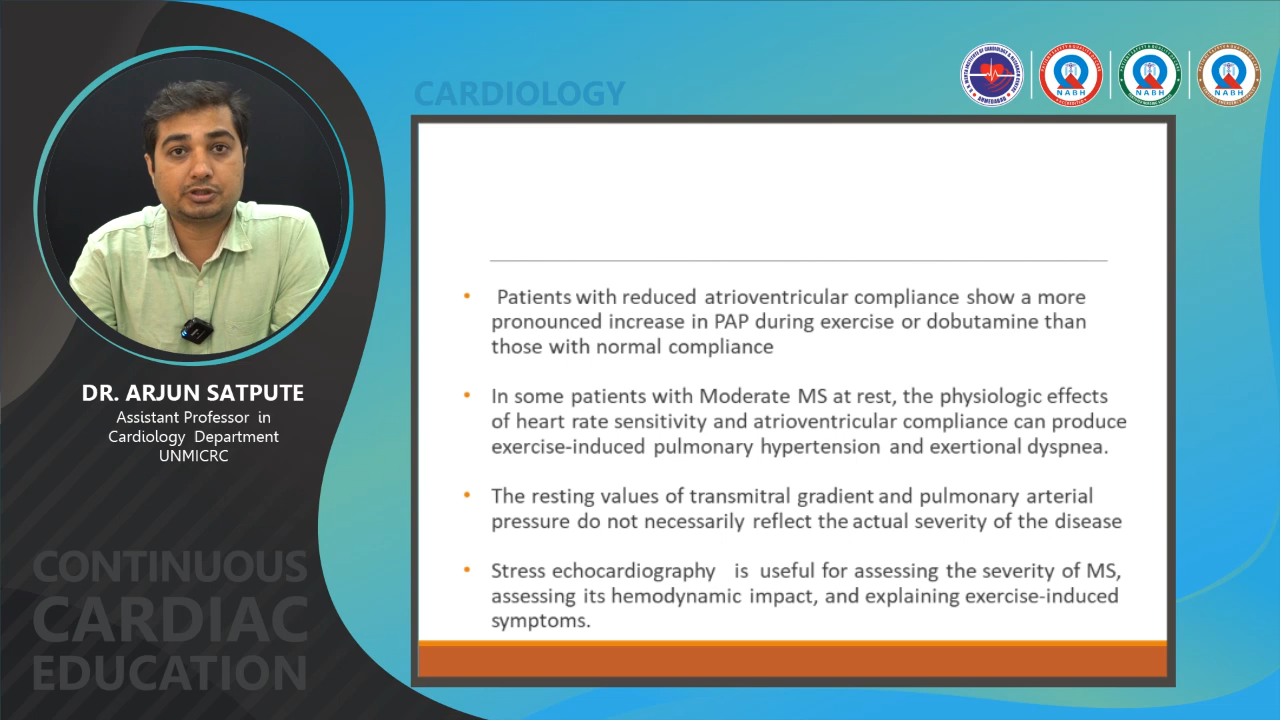 CARDIOLOGY
NABH
NABH
NABH
• Patients with reduced atrioventricular compliance show a more
pronounced increase in PAP during exercise or dobutamine than
those with normal compliance
• In some patients with Moderate MS at rest, the physiologic effects
of heart rate sensitivity and atrioventricular compliance can produce
exercise-induced pulmonary hypertension and exertional dyspnea.
• The resting values of transmitral gradient and pulmonary arterial
pressure do not necessarily reflect the actual severity of the disease
• Stress echocardiography is useful for assessing the severity of MS,
assessing its hemodynamic impact, and explaining exercise-induced
symptoms.
DR. ARJUN SATPUTE
Assistant Professor in
Cardiology Department
UNMICRC
CONTINUOUS
CARDIAC
EDUCATION